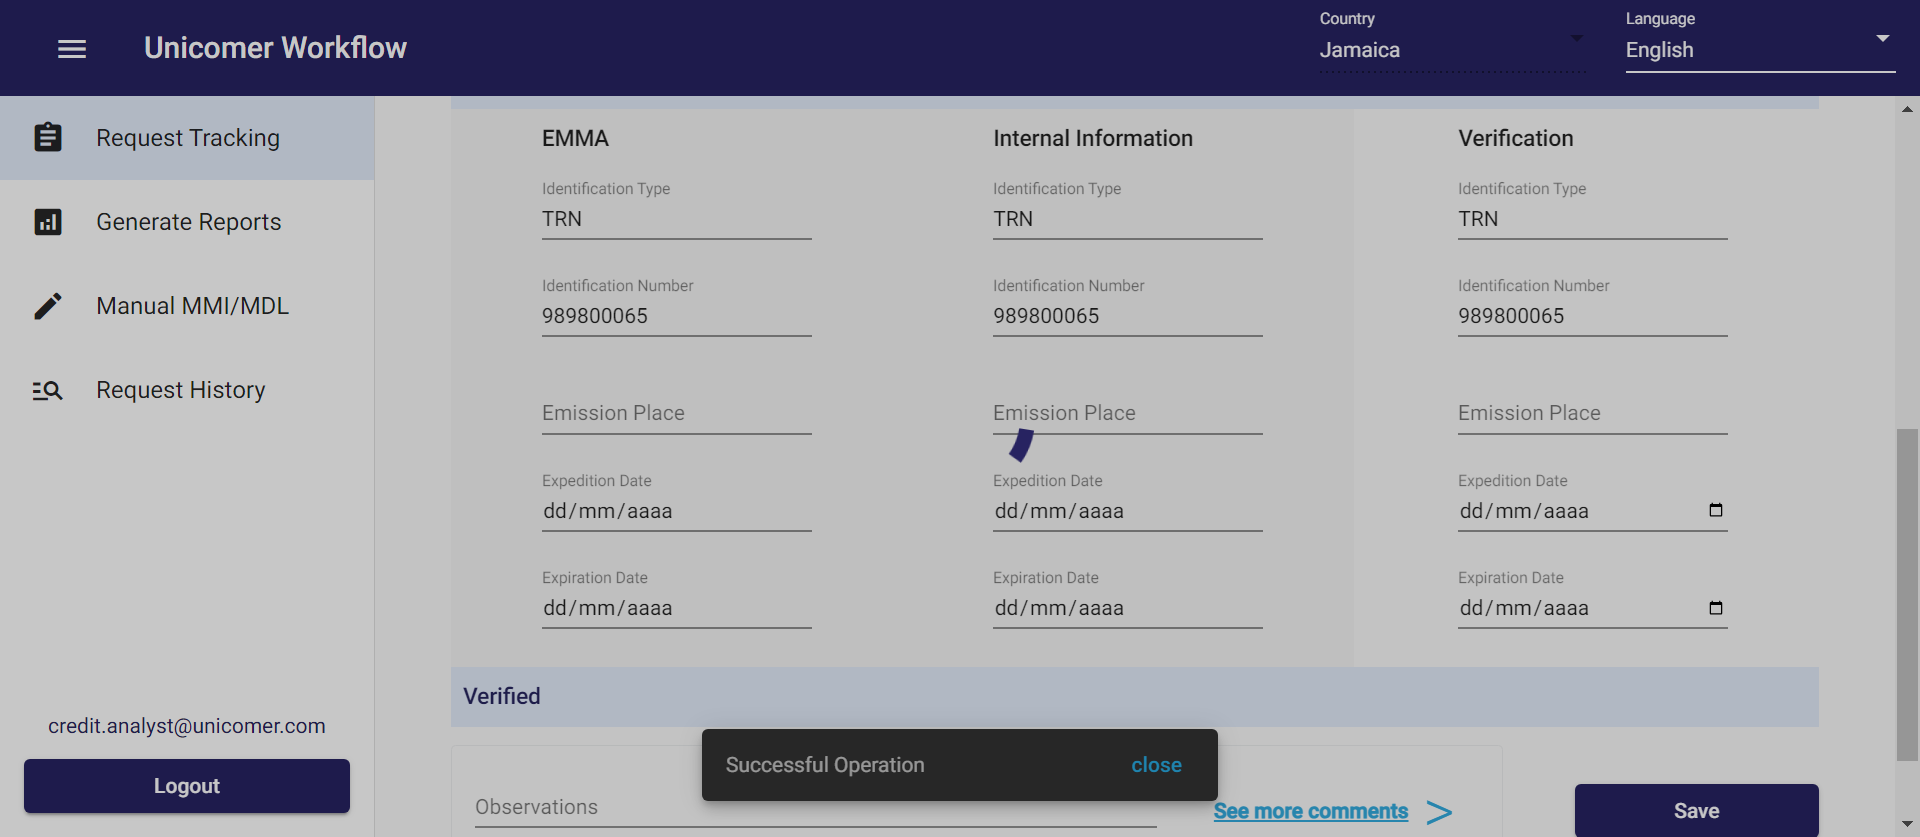 Unicomer Workflow
Country
Jamaica
Language
English
Request Tracking
Generate Reports
Manual MMI/MDL
Request History
credit.analyst@unicomer.com
Logout
EMMA
Identification Type
TRN
Identification Number
989800065
Emission Place
Expedition Date
dd/mm/aaaa
Expiration Date
dd/mm/aaaa
Internal Information
Identification Type
TRN
Identification Number
989800065
Emission Place
Expedition Date
dd/mm/aaaa
Expiration Date
dd/mm/aaaa
Verification
Identification Type
TRN
Identification Number
989800065
Emission Place
Expedition Date
dd/mm/aaaa
Expiration Date
dd/mm/aaaa
Verified
Successful Operation close
Observations
See more comments
Save